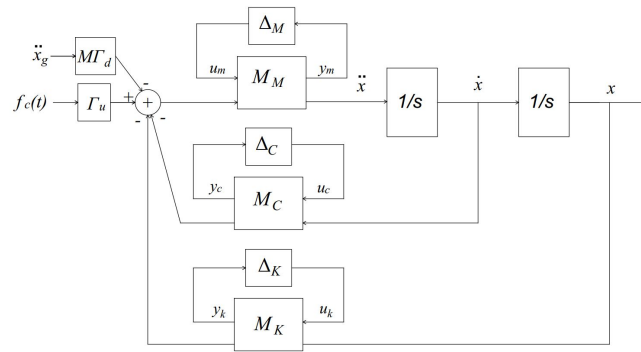 Δ_M
ẍ_g
MΓ_d
u_m
y_m
M_M
ẍ
1/s
ẋ
1/s
x
f_c(t)
Γ_u
-
+
+
-
-
Δ_C
y_c
u_c
M_C
Δ_K
y_k
u_k
M_K